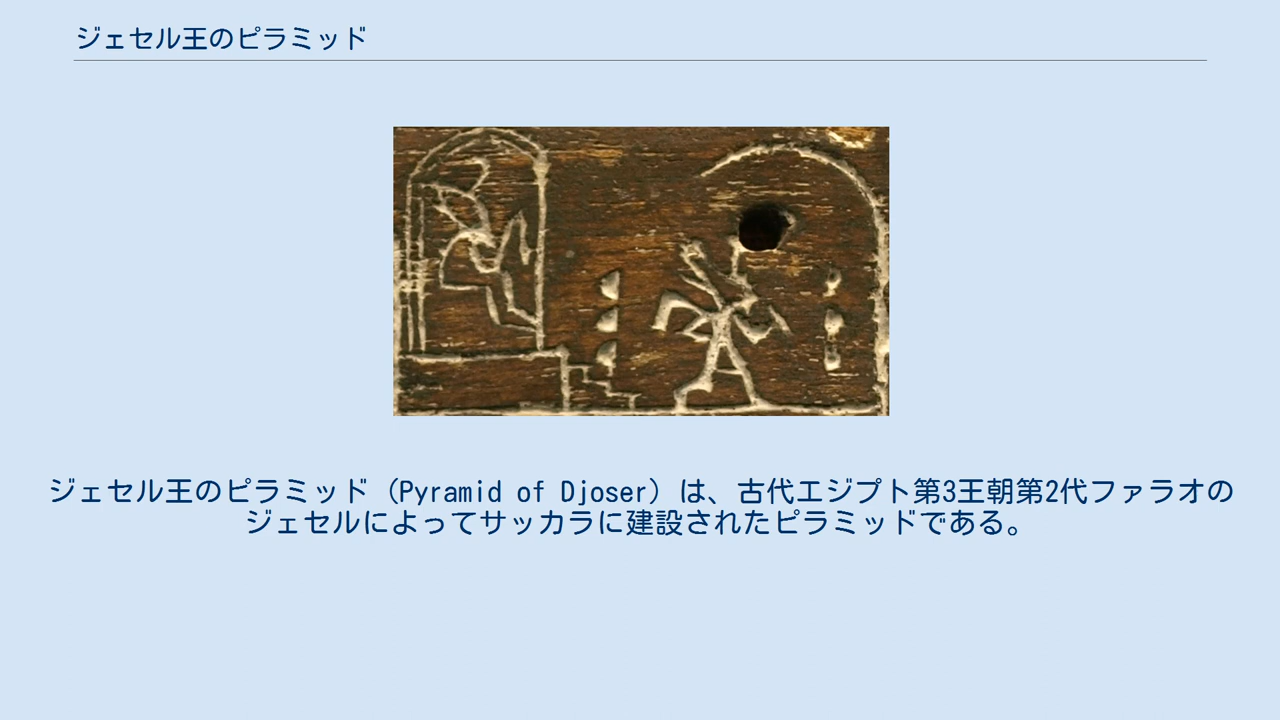 ジェセル王のピラミッド
ジェセル王のピラミッド（Pyramid of Djoser）は、古代エジプト第3王朝第2代ファラオの
ジェセルによってサッカラに建設されたピラミッドである。